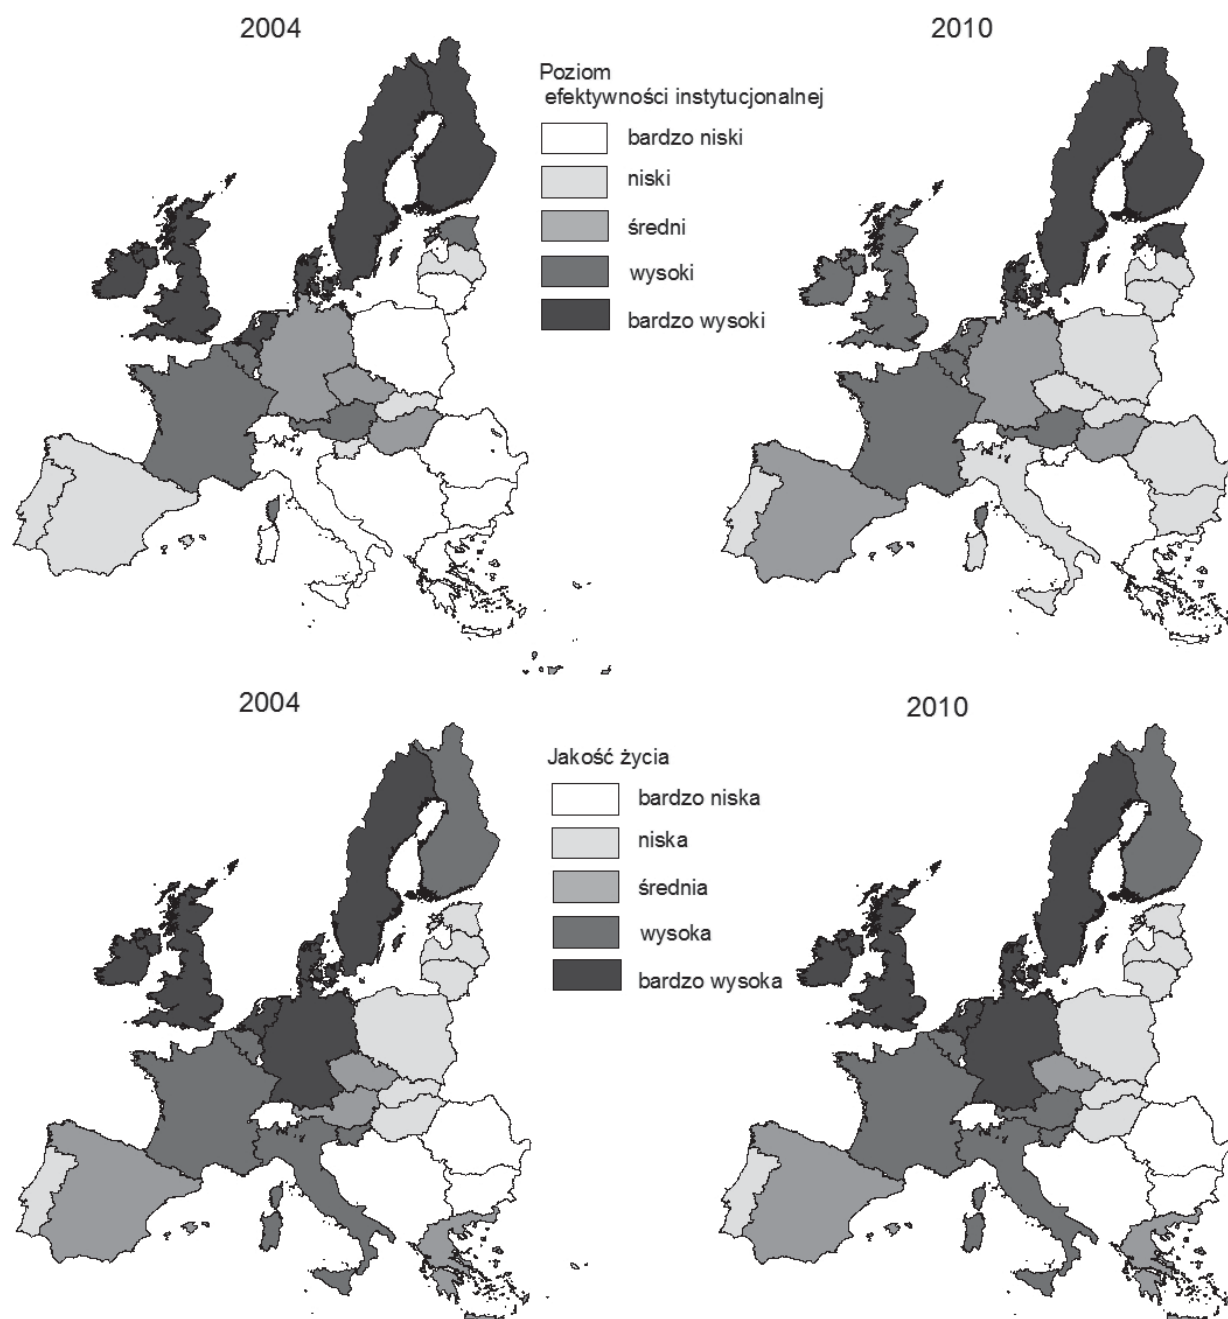 2004
2010
Poziom
efektywności instytucjonalnej
bardzo niski
niski
średni
wysoki
bardzo wysoki
2004
2010
Jakość życia
bardzo niska
niska
średnia
wysoka
bardzo wysoka